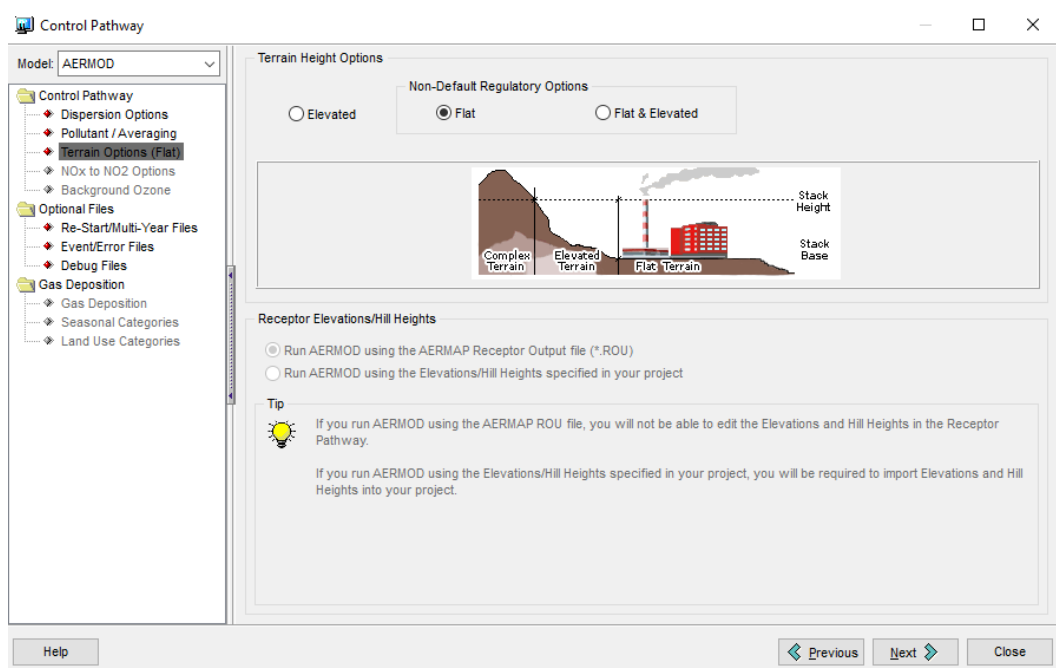 Control Pathway
Model: AERMOD
Control Pathway
Dispersion Options
Pollutant / Averaging
Terrain Options (Flat)
NOx to NO2 Options
Background Ozone
Optional Files
Re-Start/Multi-Year Files
Event/Error Files
Debug Files
Gas Deposition
Gas Deposition
Seasonal Categories
Land Use Categories
Terrain Height Options
Non-Default Regulatory Options
Elevated
Flat
Flat & Elevated
Stack
Height
Stack
Base
Complex
Terrain
Elevated
Terrain
Flat Terrain
Receptor Elevations/Hill Heights
Run AERMOD using the AERMAP Receptor Output file (*.ROU)
Run AERMOD using the Elevations/Hill Heights specified in your project
Tip
If you run AERMOD using the AERMAP ROU file, you will not be able to edit the Elevations and Hill Heights in the Receptor
Pathway.
If you run AERMOD using the Elevations/Hill Heights specified in your project, you will be required to import Elevations and Hill
Heights into your project.
Help
Previous
Next
Close